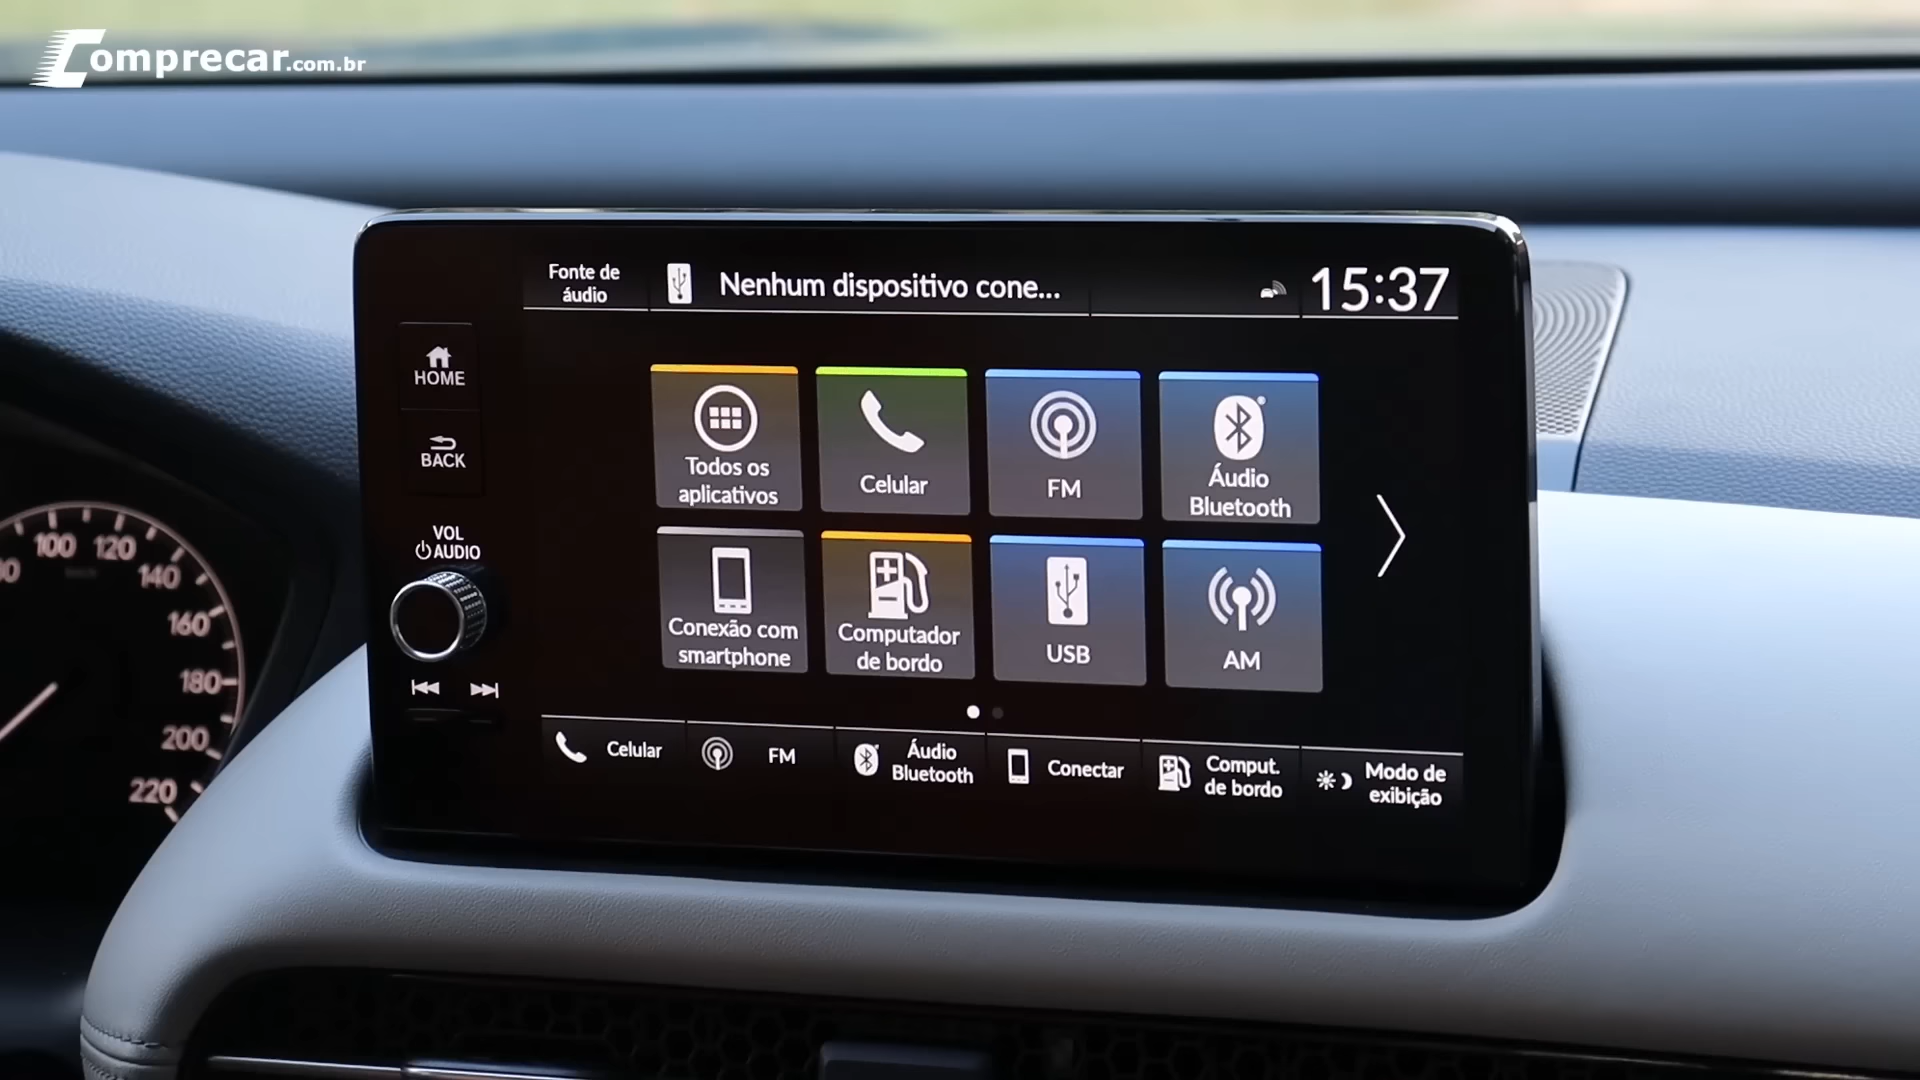 Comprecar.com.br
Fonte de
áudio
Nenhum dispositivo cone...
15:37
HOME
BACK
VOL
AUDIO
Todos os
aplicativos
Celular
FM
Áudio
Bluetooth
Conexão com
smartphone
Computador
de bordo
USB
AM
Celular
FM
Áudio
Bluetooth
Conectar
Comput.
de bordo
Modo de
exibição
100
120
140
160
180
200
220